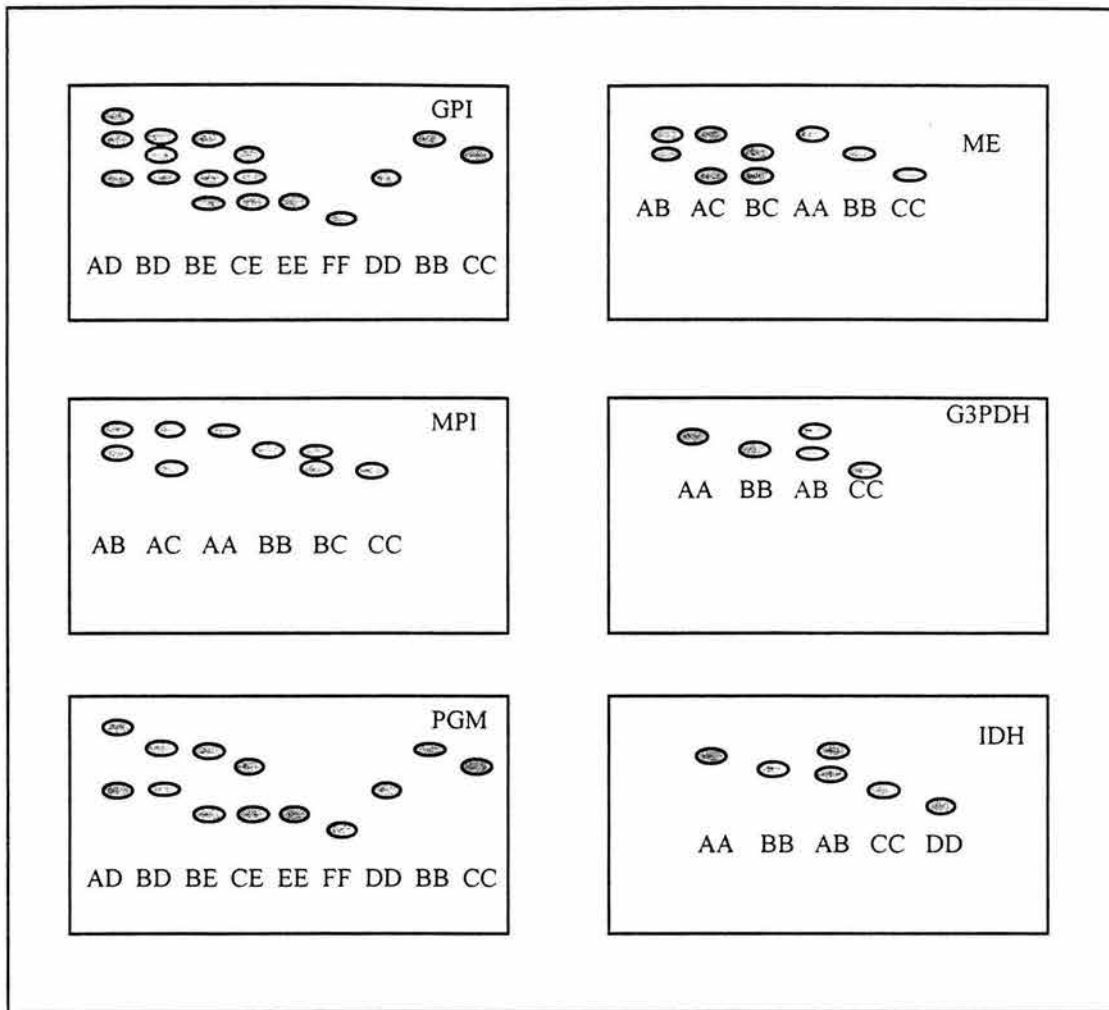 GPI
AD BD BE CE EE FF DD BB CC
ME
AB AC BC AA BB CC
MPI
AB AC AA BB BC CC
G3PDH
AA BB AB CC
PGM
AD BD BE CE EE FF DD BB CC
IDH
AA BB AB CC DD